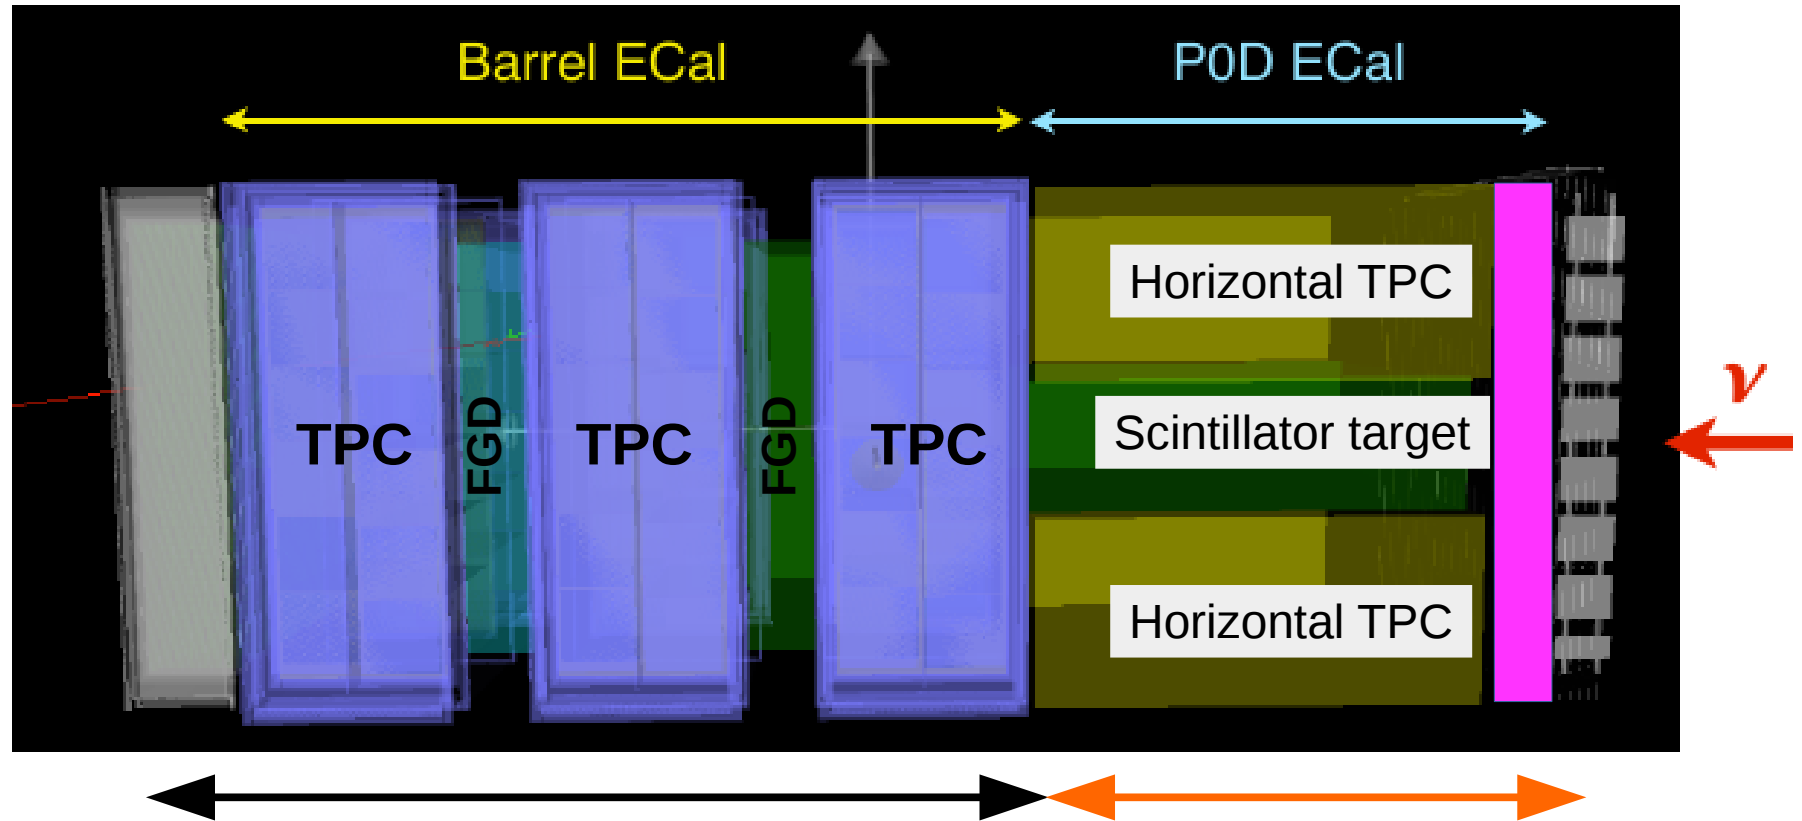 Barrel ECal
P0D ECal
Horizontal TPC
ν
TPC
FGD
TPC
FGD
TPC
Scintillator target
Horizontal TPC